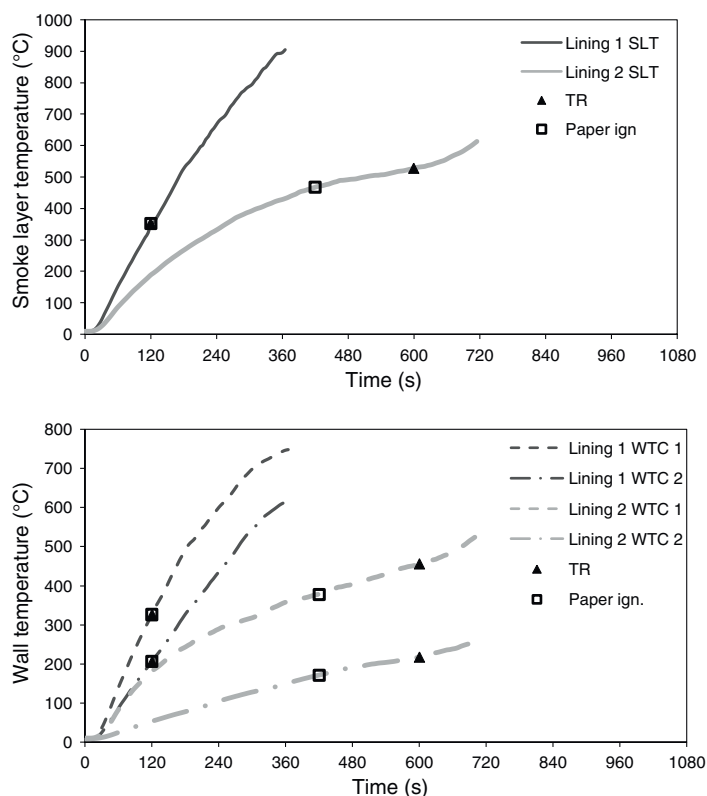 1000
900
800
700
600
500
400
300
200
100
0
Smoke layer temperature (°C)
Lining 1 SLT
Lining 2 SLT
TR
Paper ign
0 120 240 360 480 600 720 840 960 1080
Time (s)
800
700
600
500
400
300
200
100
0
Wall temperature (°C)
Lining 1 WTC 1
Lining 1 WTC 2
Lining 2 WTC 1
Lining 2 WTC 2
TR
Paper ign.
0 120 240 360 480 600 720 840 960 1080
Time (s)